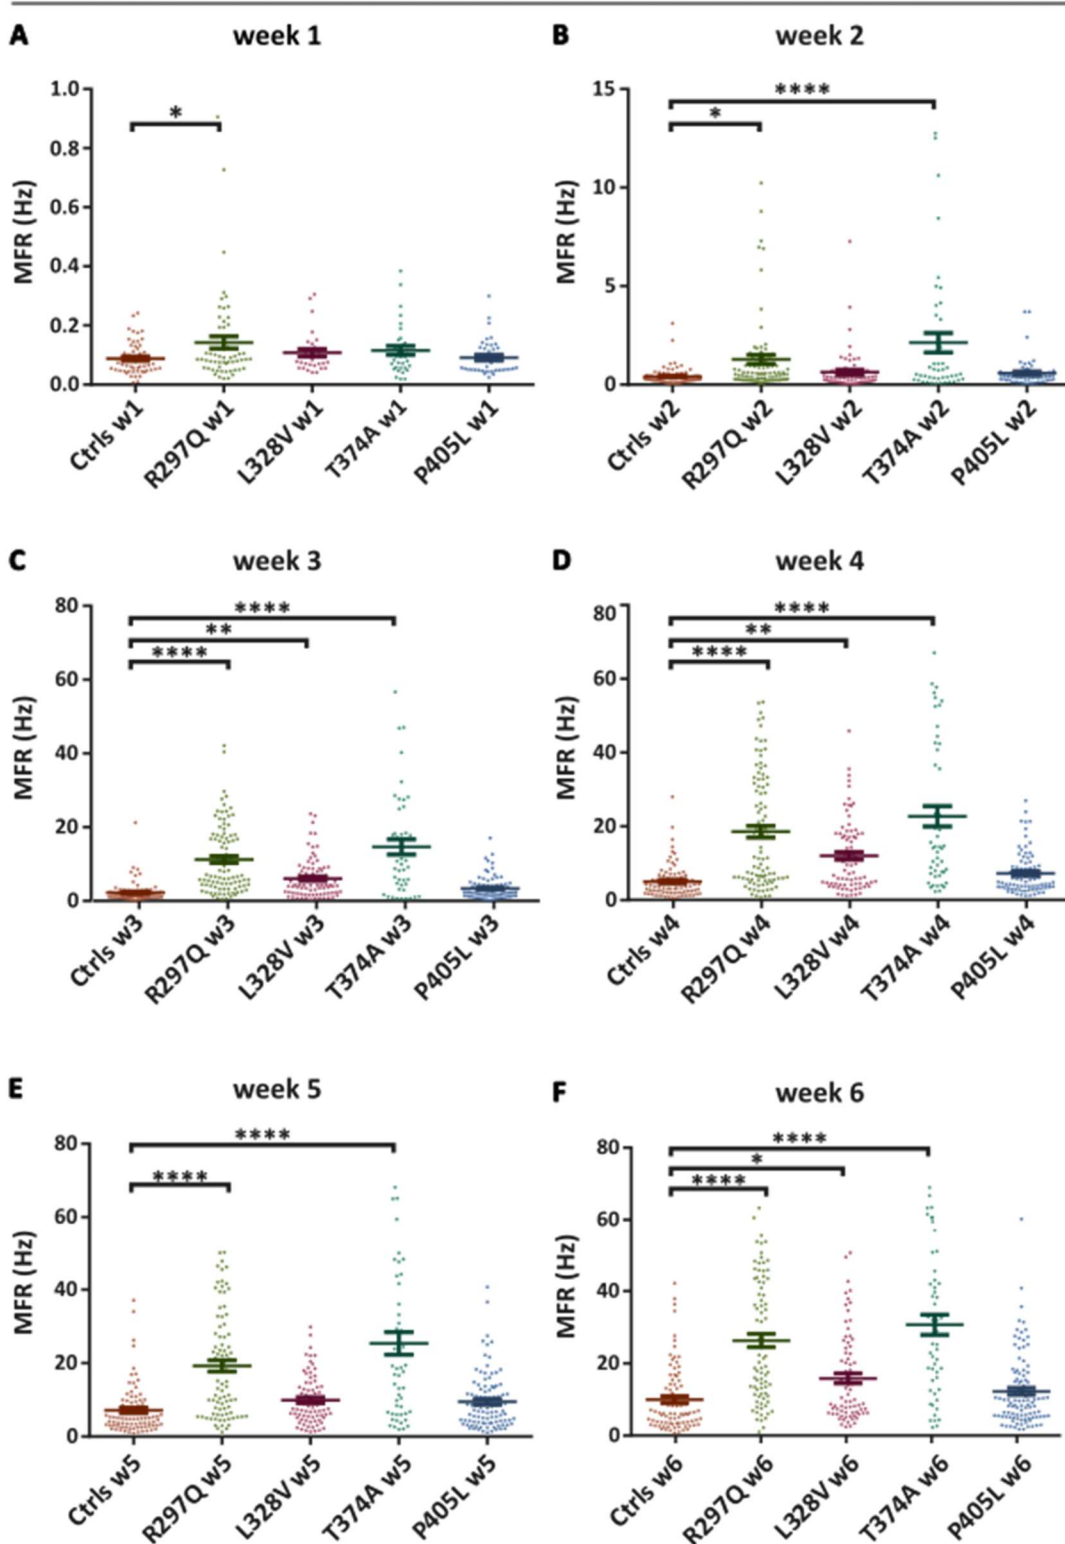 A week 1
*
MFR (Hz)
1.0
0.8
0.6
0.4
0.2
0.0
Ctrls w1
R297Q w1
L328V w1
T374A w1
P405L w1
B week 2
****
*
MFR (Hz)
15
10
5
0
Ctrls w2
R297Q w2
L328V w2
T374A w2
P405L w2
C week 3
****
**
****
MFR (Hz)
80
60
40
20
0
Ctrls w3
R297Q w3
L328V w3
T374A w3
P405L w3
D week 4
****
**
****
MFR (Hz)
80
60
40
20
0
Ctrls w4
R297Q w4
L328V w4
T374A w4
P405L w4
E week 5
****
****
MFR (Hz)
80
60
40
20
0
Ctrls w5
R297Q w5
L328V w5
T374A w5
P405L w5
F week 6
****
*
****
MFR (Hz)
80
60
40
20
0
Ctrls w6
R297Q w6
L328V w6
T374A w6
P405L w6